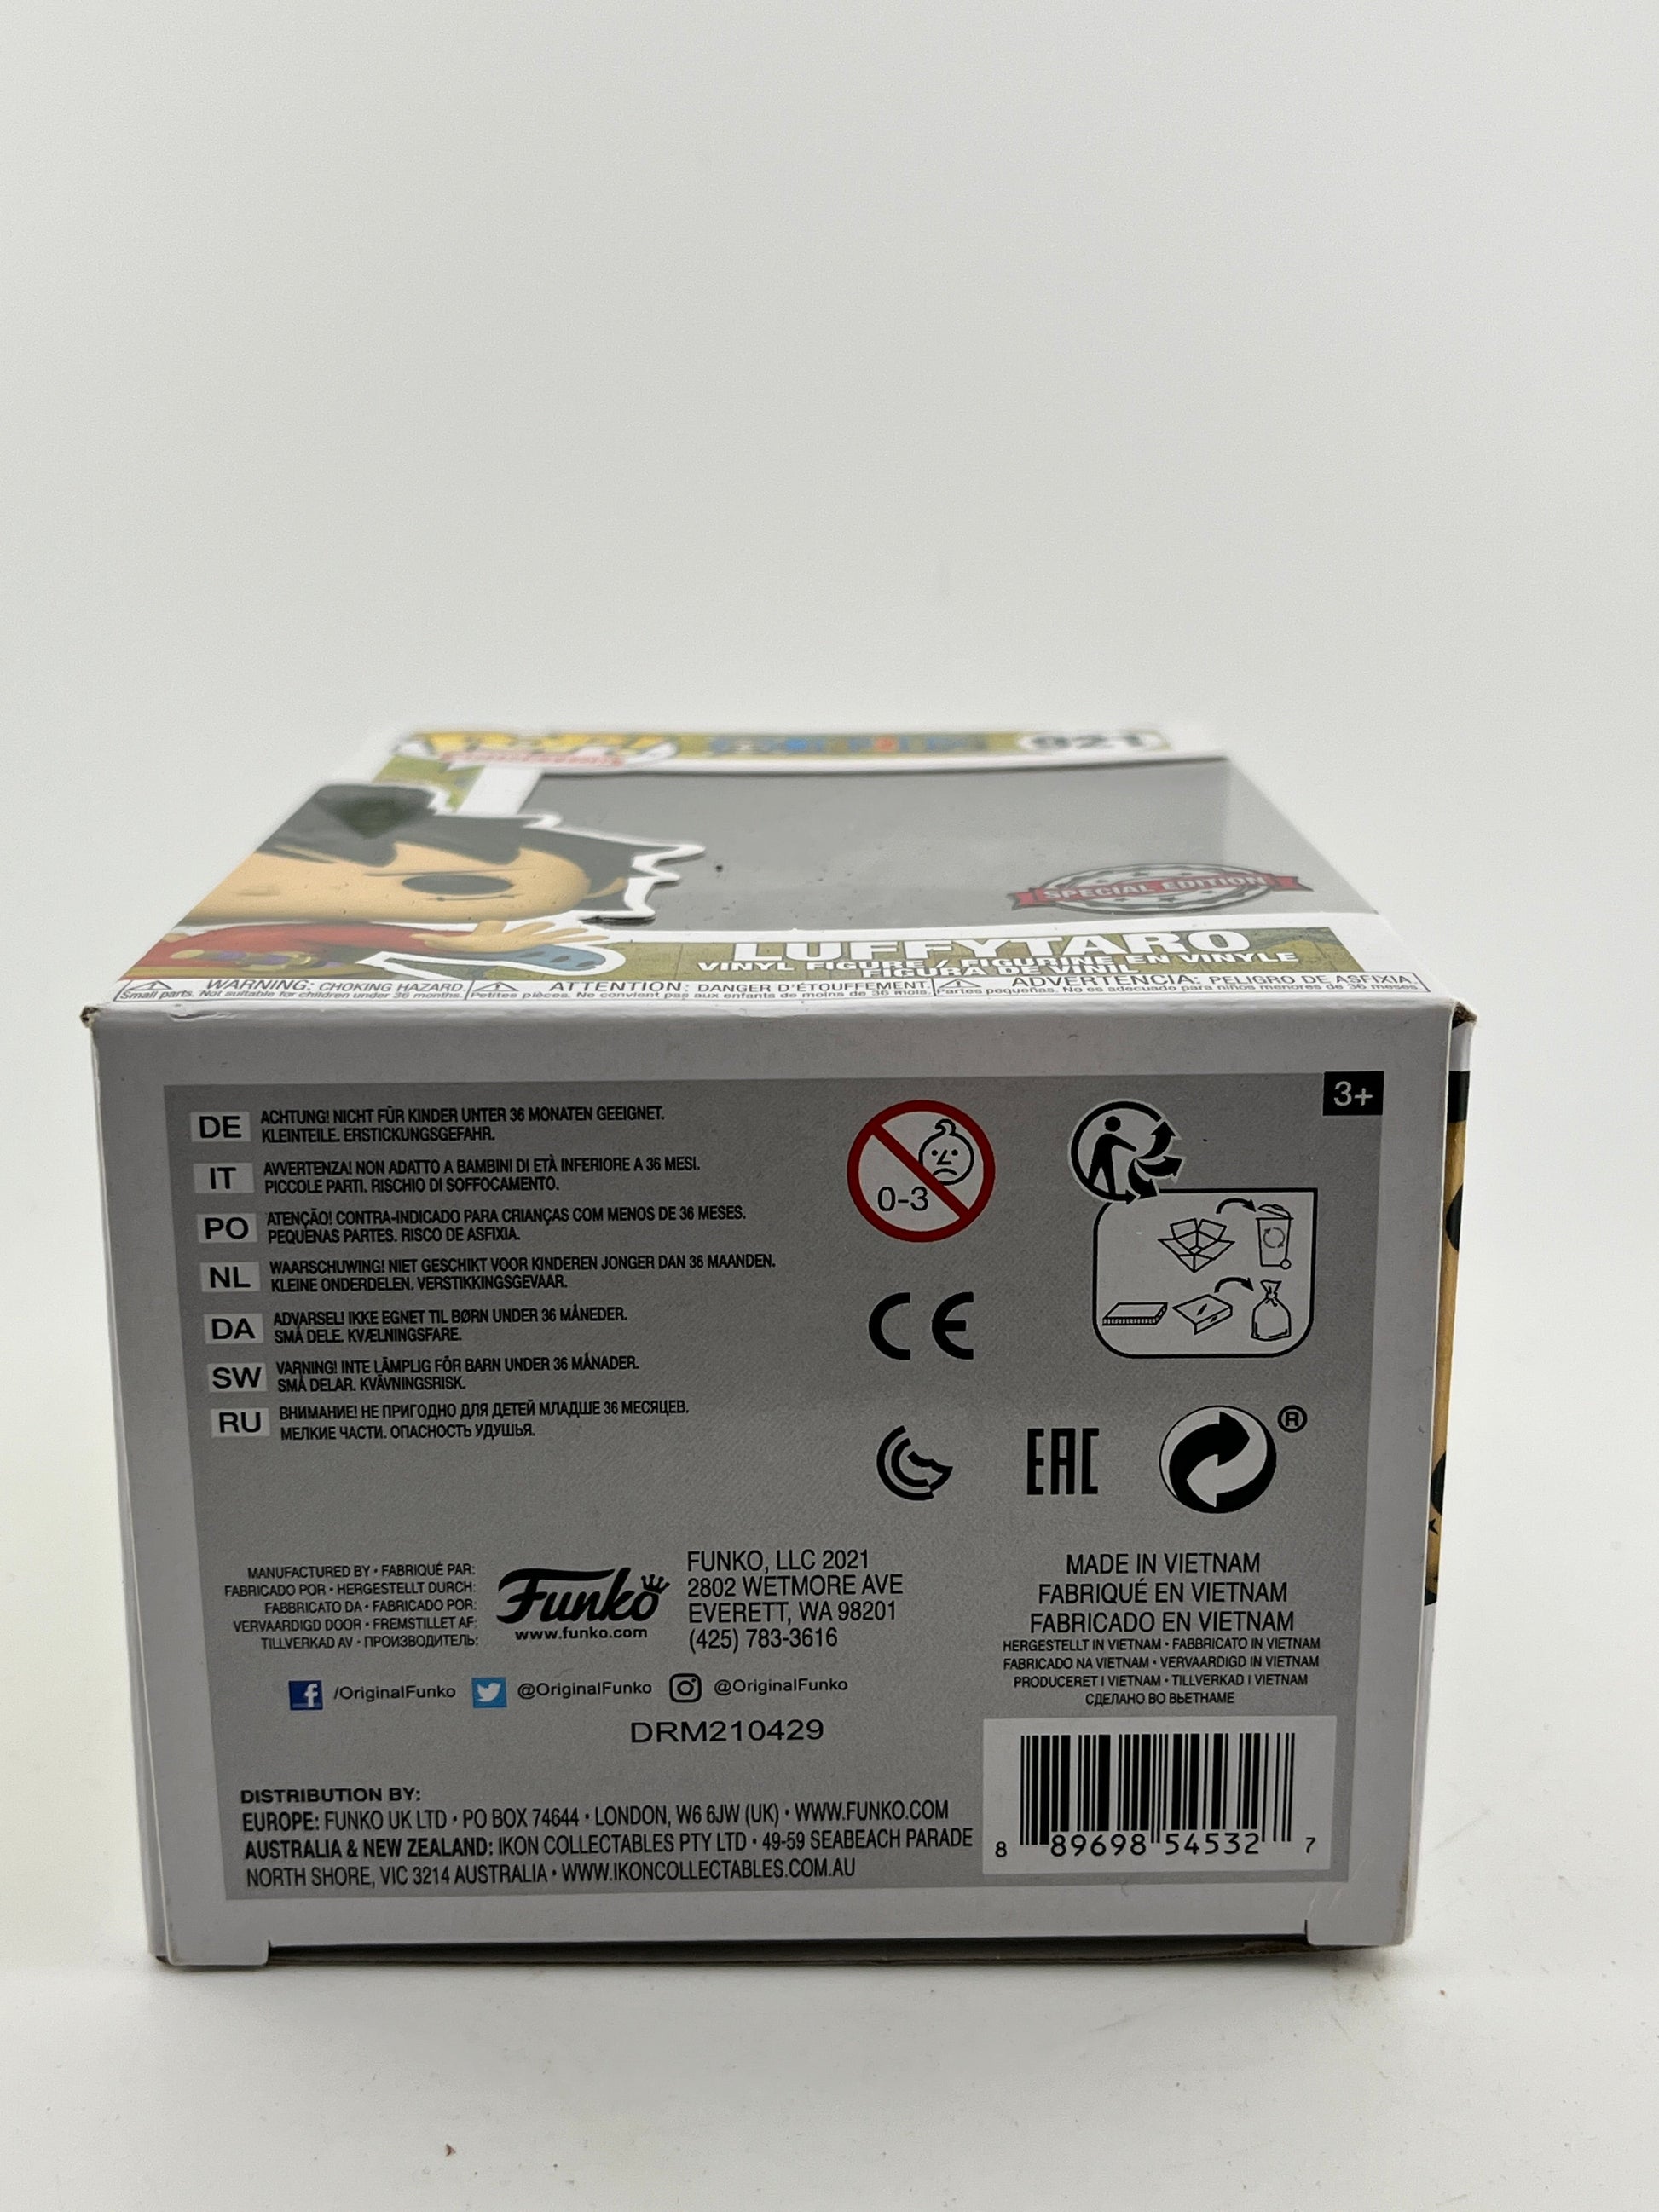 POP!
ONE PIECE
921
SPECIAL EDITION
LUFFYTARO
VINYL FIGURE / FIGURINE EN VINYLE
FIGURA DE VINIL
WARNING: CHOKING HAZARD.
Small parts. Not suitable for children under 36 months.
ATTENTION: DANGER D'ÉTOUFFEMENT.
Petites pièces. Ne convient pas aux enfants de moins de 36 mois.
ADVERTENCIA: PELIGRO DE ASFIXIA.
Partes pequeñas. No es adecuado para niños menores de 36 meses.
3+
DE ACHTUNG! NICHT FÜR KINDER UNTER 36 MONATEN GEEIGNET.
KLEINTEILE. ERSTICKUNGSGEFAHR.
IT AVVERTENZA! NON ADATTO A BAMBINI DI ETÀ INFERIORE A 36 MESI.
PICCOLE PARTI. RISCHIO DI SOFFOCAMENTO.
PO ATENÇÃO! CONTRA-INDICADO PARA CRIANÇAS COM MENOS DE 36 MESES.
PEQUENAS PARTES. RISCO DE ASFIXIA.
NL WAARSCHUWING! NIET GESCHIKT VOOR KINDEREN JONGER DAN 36 MAANDEN.
KLEINE ONDERDELEN. VERSTIKKINGSGEVAAR.
DA ADVARSEL! IKKE EGNET TIL BØRN UNDER 36 MÅNEDER.
SMÅ DELE. KVÆLNINGSFARE.
SW VARNING! INTE LÄMPLIG FÖR BARN UNDER 36 MÅNADER.
SMÅ DELAR. KVÄVNINGSRISK.
RU ВНИМАНИЕ! НЕ ПРИГОДНО ДЛЯ ДЕТЕЙ МЛАДШЕ 36 МЕСЯЦЕВ.
МЕЛКИЕ ЧАСТИ. ОПАСНОСТЬ УДУШЬЯ.
0-3
CE
EAC
®
MANUFACTURED BY • FABRIQUÉ PAR:
FABRICADO POR • HERGESTELLT DURCH:
FABBRICATO DA • FABRICADO POR:
VERVAARDIGD DOOR • FREMSTILLET AF:
TILLVERKAD AV • ПРОИЗВОДИТЕЛЬ:
Funko
www.funko.com
FUNKO, LLC 2021
2802 WETMORE AVE
EVERETT, WA 98201
(425) 783-3616
MADE IN VIETNAM
FABRIQUÉ EN VIETNAM
FABRICADO EN VIETNAM
HERGESTELLT IN VIETNAM • FABBRICATO IN VIETNAM
FABRICADO NA VIETNAM • VERVAARDIGD IN VIETNAM
PRODUCERET I VIETNAM • TILLVERKAD I VIETNAM
СДЕЛАНО ВО ВЬЕТНАМЕ
/OriginalFunko @OriginalFunko @OriginalFunko
DRM210429
DISTRIBUTION BY:
EUROPE: FUNKO UK LTD • PO BOX 74644 • LONDON, W6 6JW (UK) • WWW.FUNKO.COM
AUSTRALIA & NEW ZEALAND: IKON COLLECTABLES PTY LTD • 49-59 SEABEACH PARADE
NORTH SHORE, VIC 3214 AUSTRALIA • WWW.IKONCOLLECTABLES.COM.AU
8 89698 54532 7